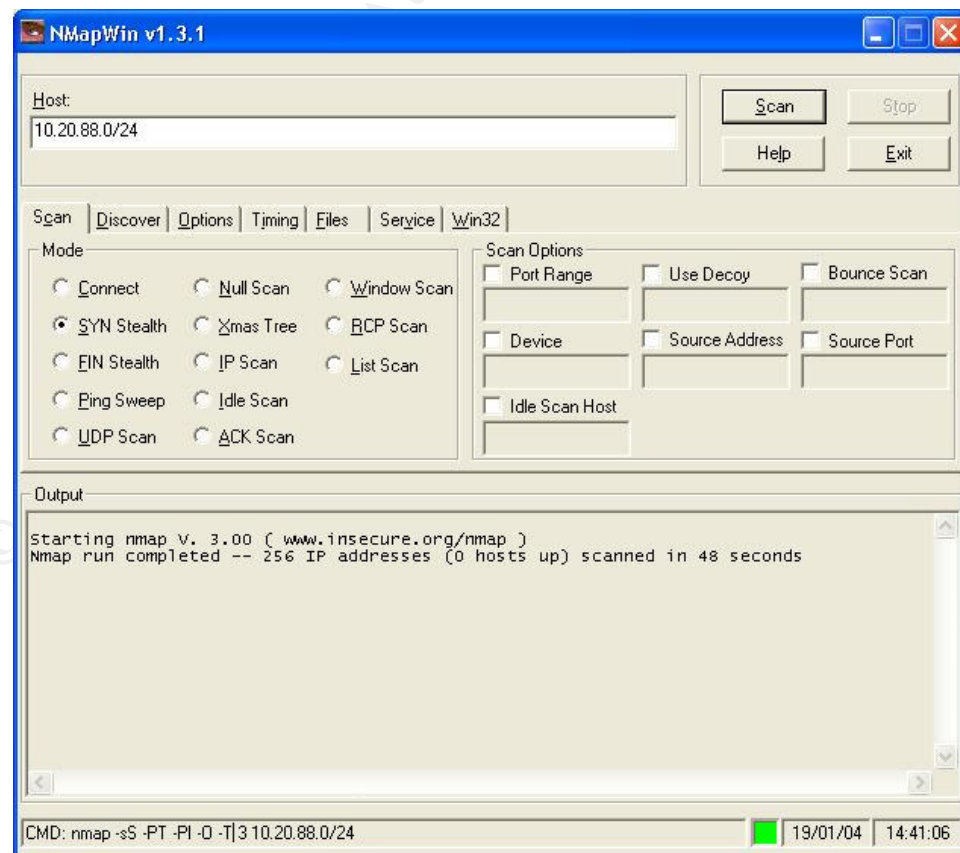 NMapWin v1.3.1
Host:
10.20.88.0/24
Scan Stop
Help Exit
Scan Discover Options Timing Files Service Win32
Mode
Connect Null Scan Window Scan
SYN Stealth Xmas Tree RCP Scan
FIN Stealth IP Scan List Scan
Ping Sweep Idle Scan
UDP Scan ACK Scan
Scan Options
Port Range Use Decoy Bounce Scan
Device Source Address Source Port
Idle Scan Host
Output
Starting nmap V. 3.00 ( www.insecure.org/nmap )
Nmap run completed -- 256 IP addresses (0 hosts up) scanned in 48 seconds
CMD: nmap -sS -PT -PI -O -T 3 10.20.88.0/24
19/01/04 14:41:06